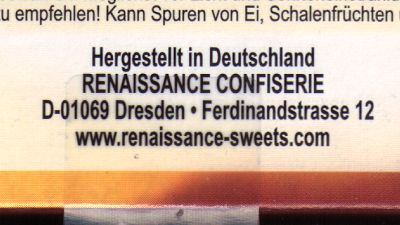 zu empfehlen! Kann Spuren von Ei, Schalenfrüchten
Hergestellt in Deutschland
RENAISSANCE CONFISERIE
D-01069 Dresden • Ferdinandstrasse 12
www.renaissance-sweets.com